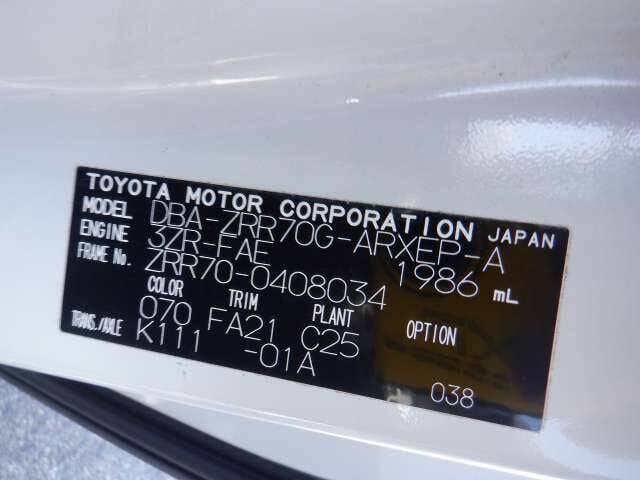 TOYOTA MOTOR CORPORATION JAPAN
MODEL DBA-ZRR70G-ARXEP-A
ENGINE 3ZR-FAE 1986 mL
FRAME No. ZRR70-0408034
COLOR TRIM PLANT OPTION
070 FA21 C25
TRANS./AXLE K111 -01A 038